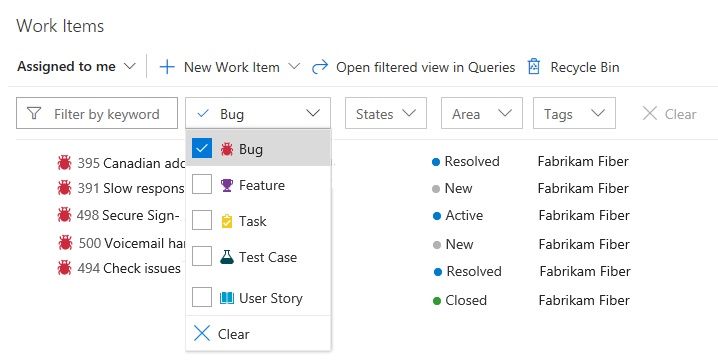 Work Items
Assigned to me New Work Item Open filtered view in Queries Recycle Bin
Filter by keyword Bug States Area Tags Clear
Bug
Feature
Task
Test Case
User Story
Clear
395 Canadian add Resolved Fabrikam Fiber
391 Slow respons New Fabrikam Fiber
498 Secure Sign- Active Fabrikam Fiber
500 Voicemail han New Fabrikam Fiber
494 Check issues Resolved Fabrikam Fiber
Closed Fabrikam Fiber